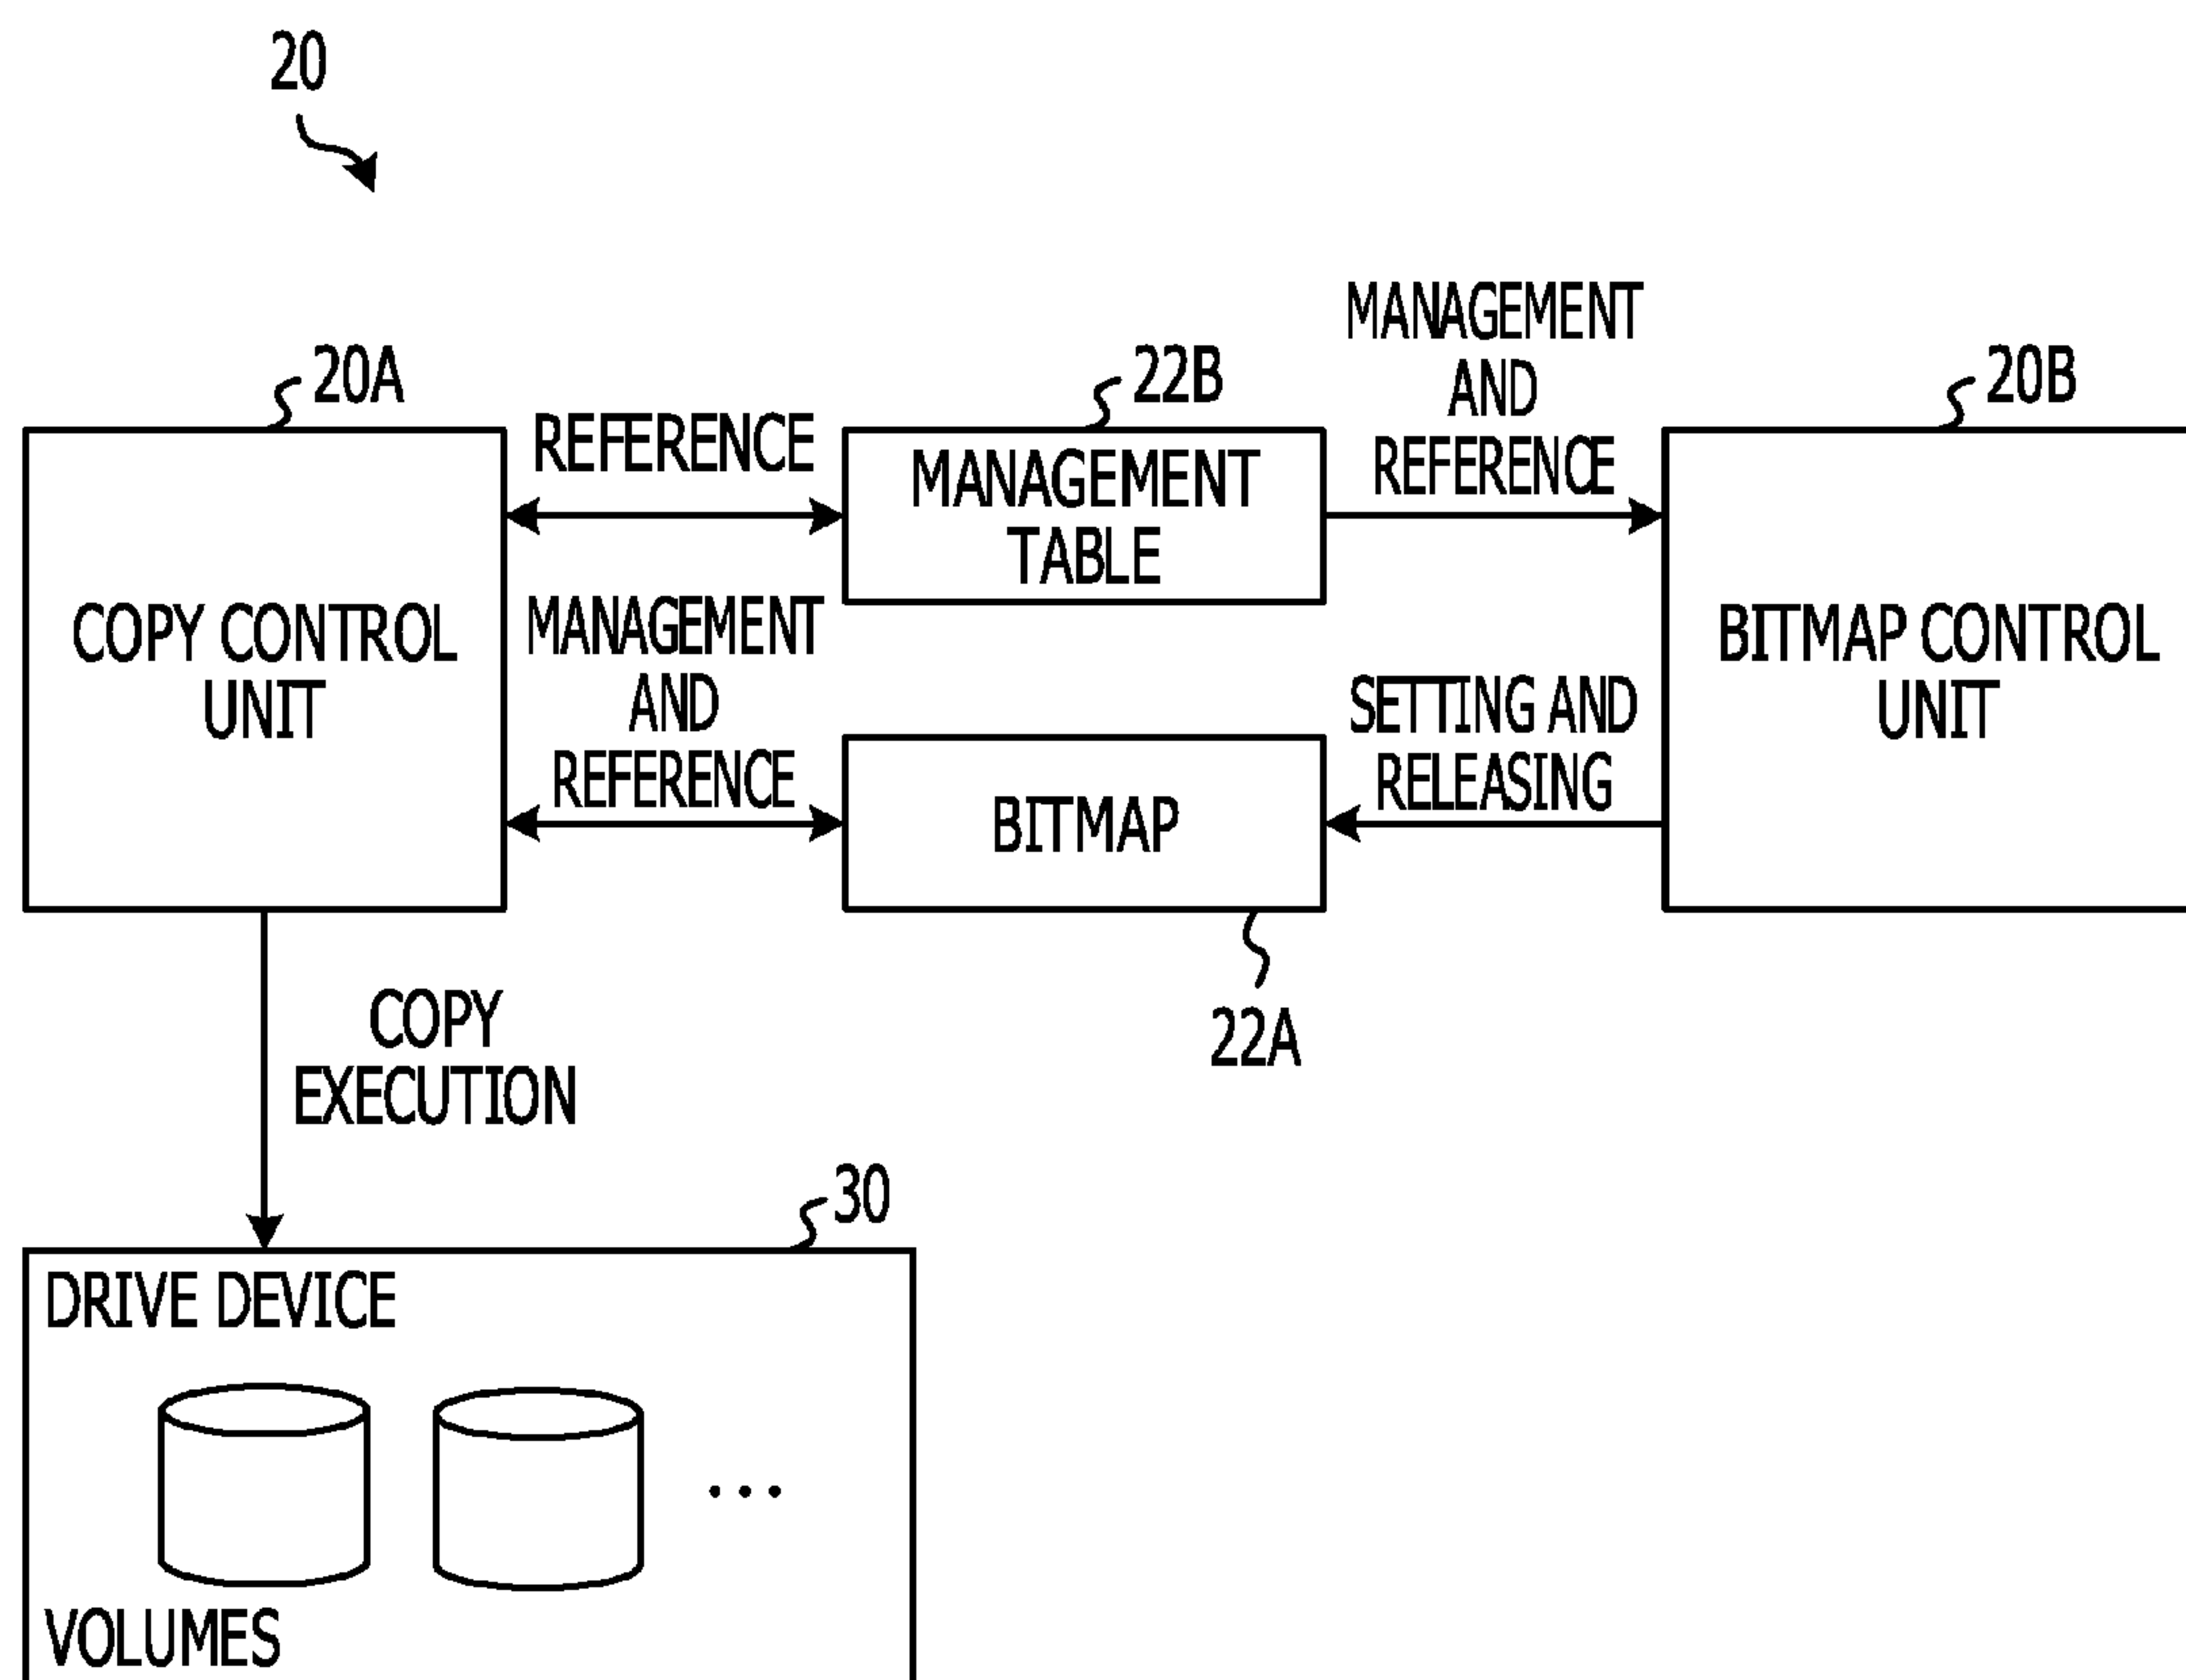 20
20A
REFERENCE
22B
MANAGEMENT
AND
REFERENCE
20B
COPY CONTROL
UNIT
MANAGEMENT
TABLE
MANAGEMENT
AND
REFERENCE
BITMAP
SETTING AND
RELEASING
BITMAP CONTROL
UNIT
22A
COPY
EXECUTION
30
DRIVE DEVICE
...
VOLUMES